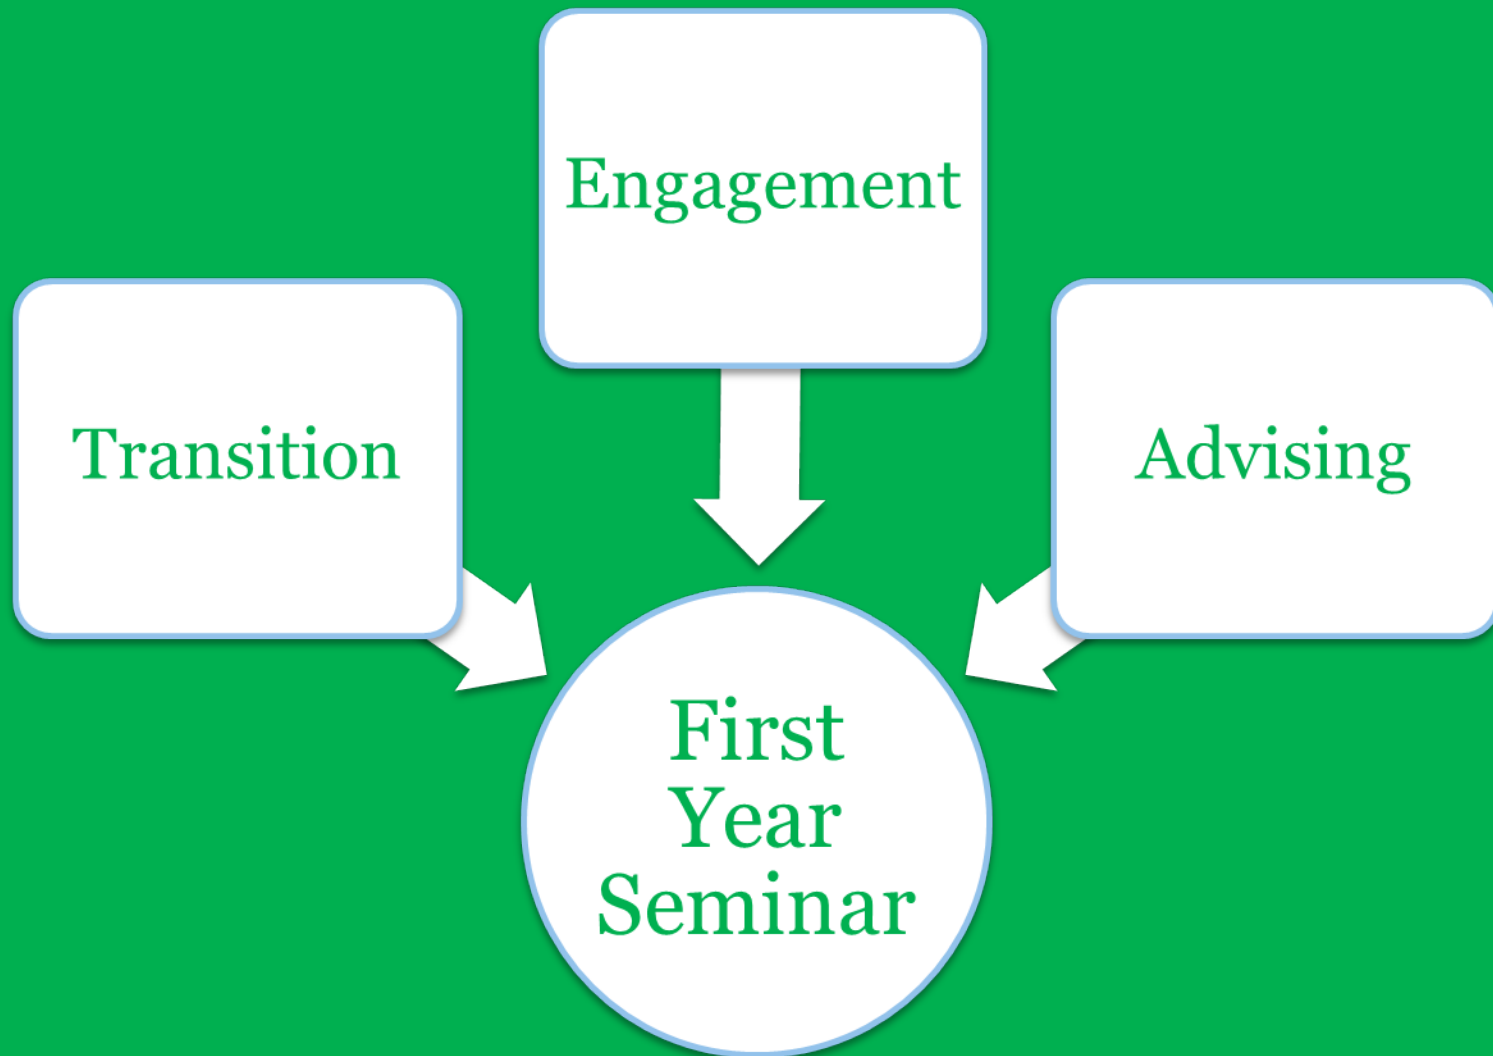 Engagement
Transition
Advising
First
Year
Seminar